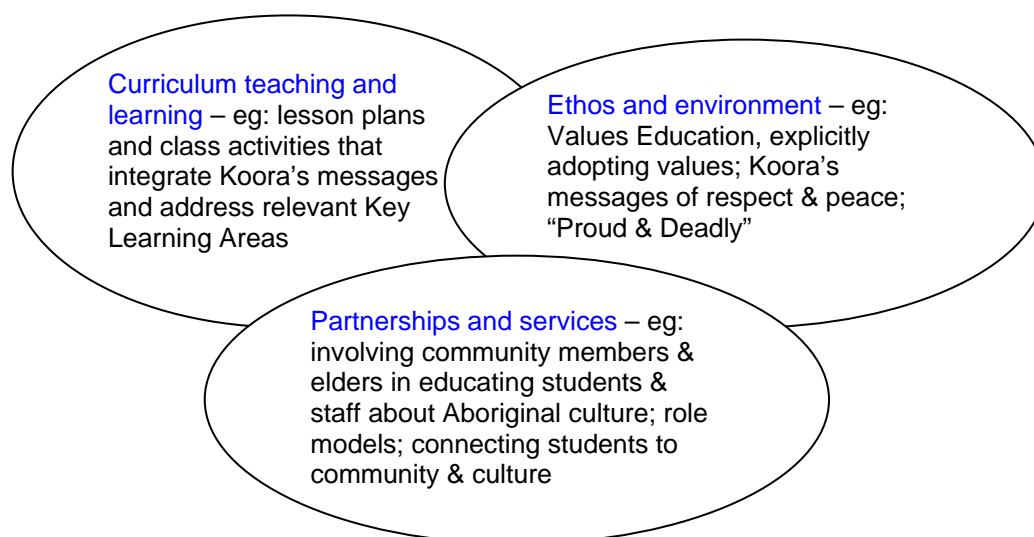 Curriculum teaching and
learning – eg: lesson plans
and class activities that
integrate Koora’s messages
and address relevant Key
Learning Areas
Ethos and environment – eg:
Values Education, explicitly
adopting values; Koora’s
messages of respect & peace;
“Proud & Deadly”
Partnerships and services – eg:
involving community members &
elders in educating students &
staff about Aboriginal culture; role
models; connecting students to
community & culture